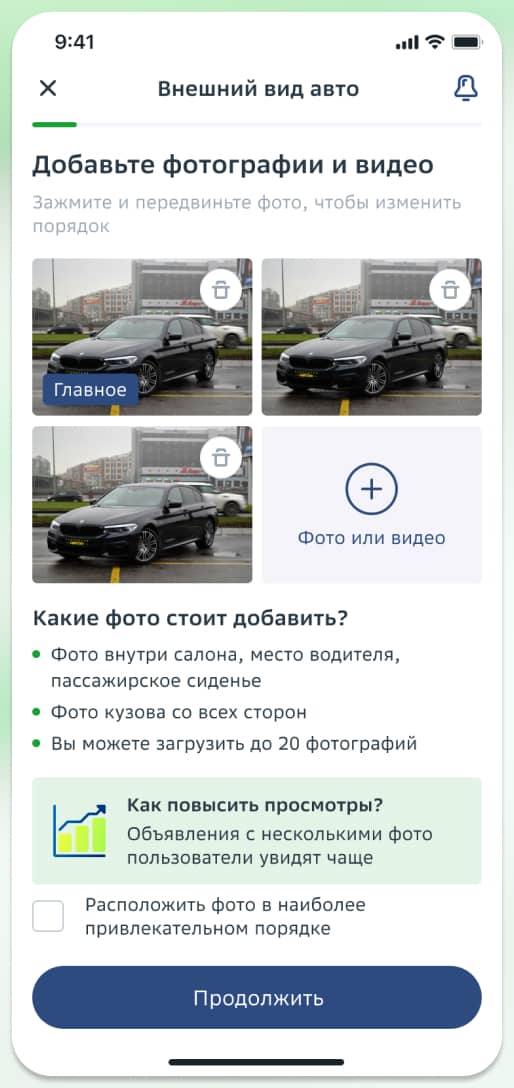 9:41
Внешний вид авто
Добавьте фотографии и видео
Зажмите и передвиньте фото, чтобы изменить
порядок
Главное
Фото или видео
Какие фото стоит добавить?
Фото внутри салона, место водителя,
пассажирское сиденье
Фото кузова со всех сторон
Вы можете загрузить до 20 фотографий
Как повысить просмотры?
Объявления с несколькими фото
пользователи увидят чаще
Расположить фото в наиболее
привлекательном порядке
Продолжить